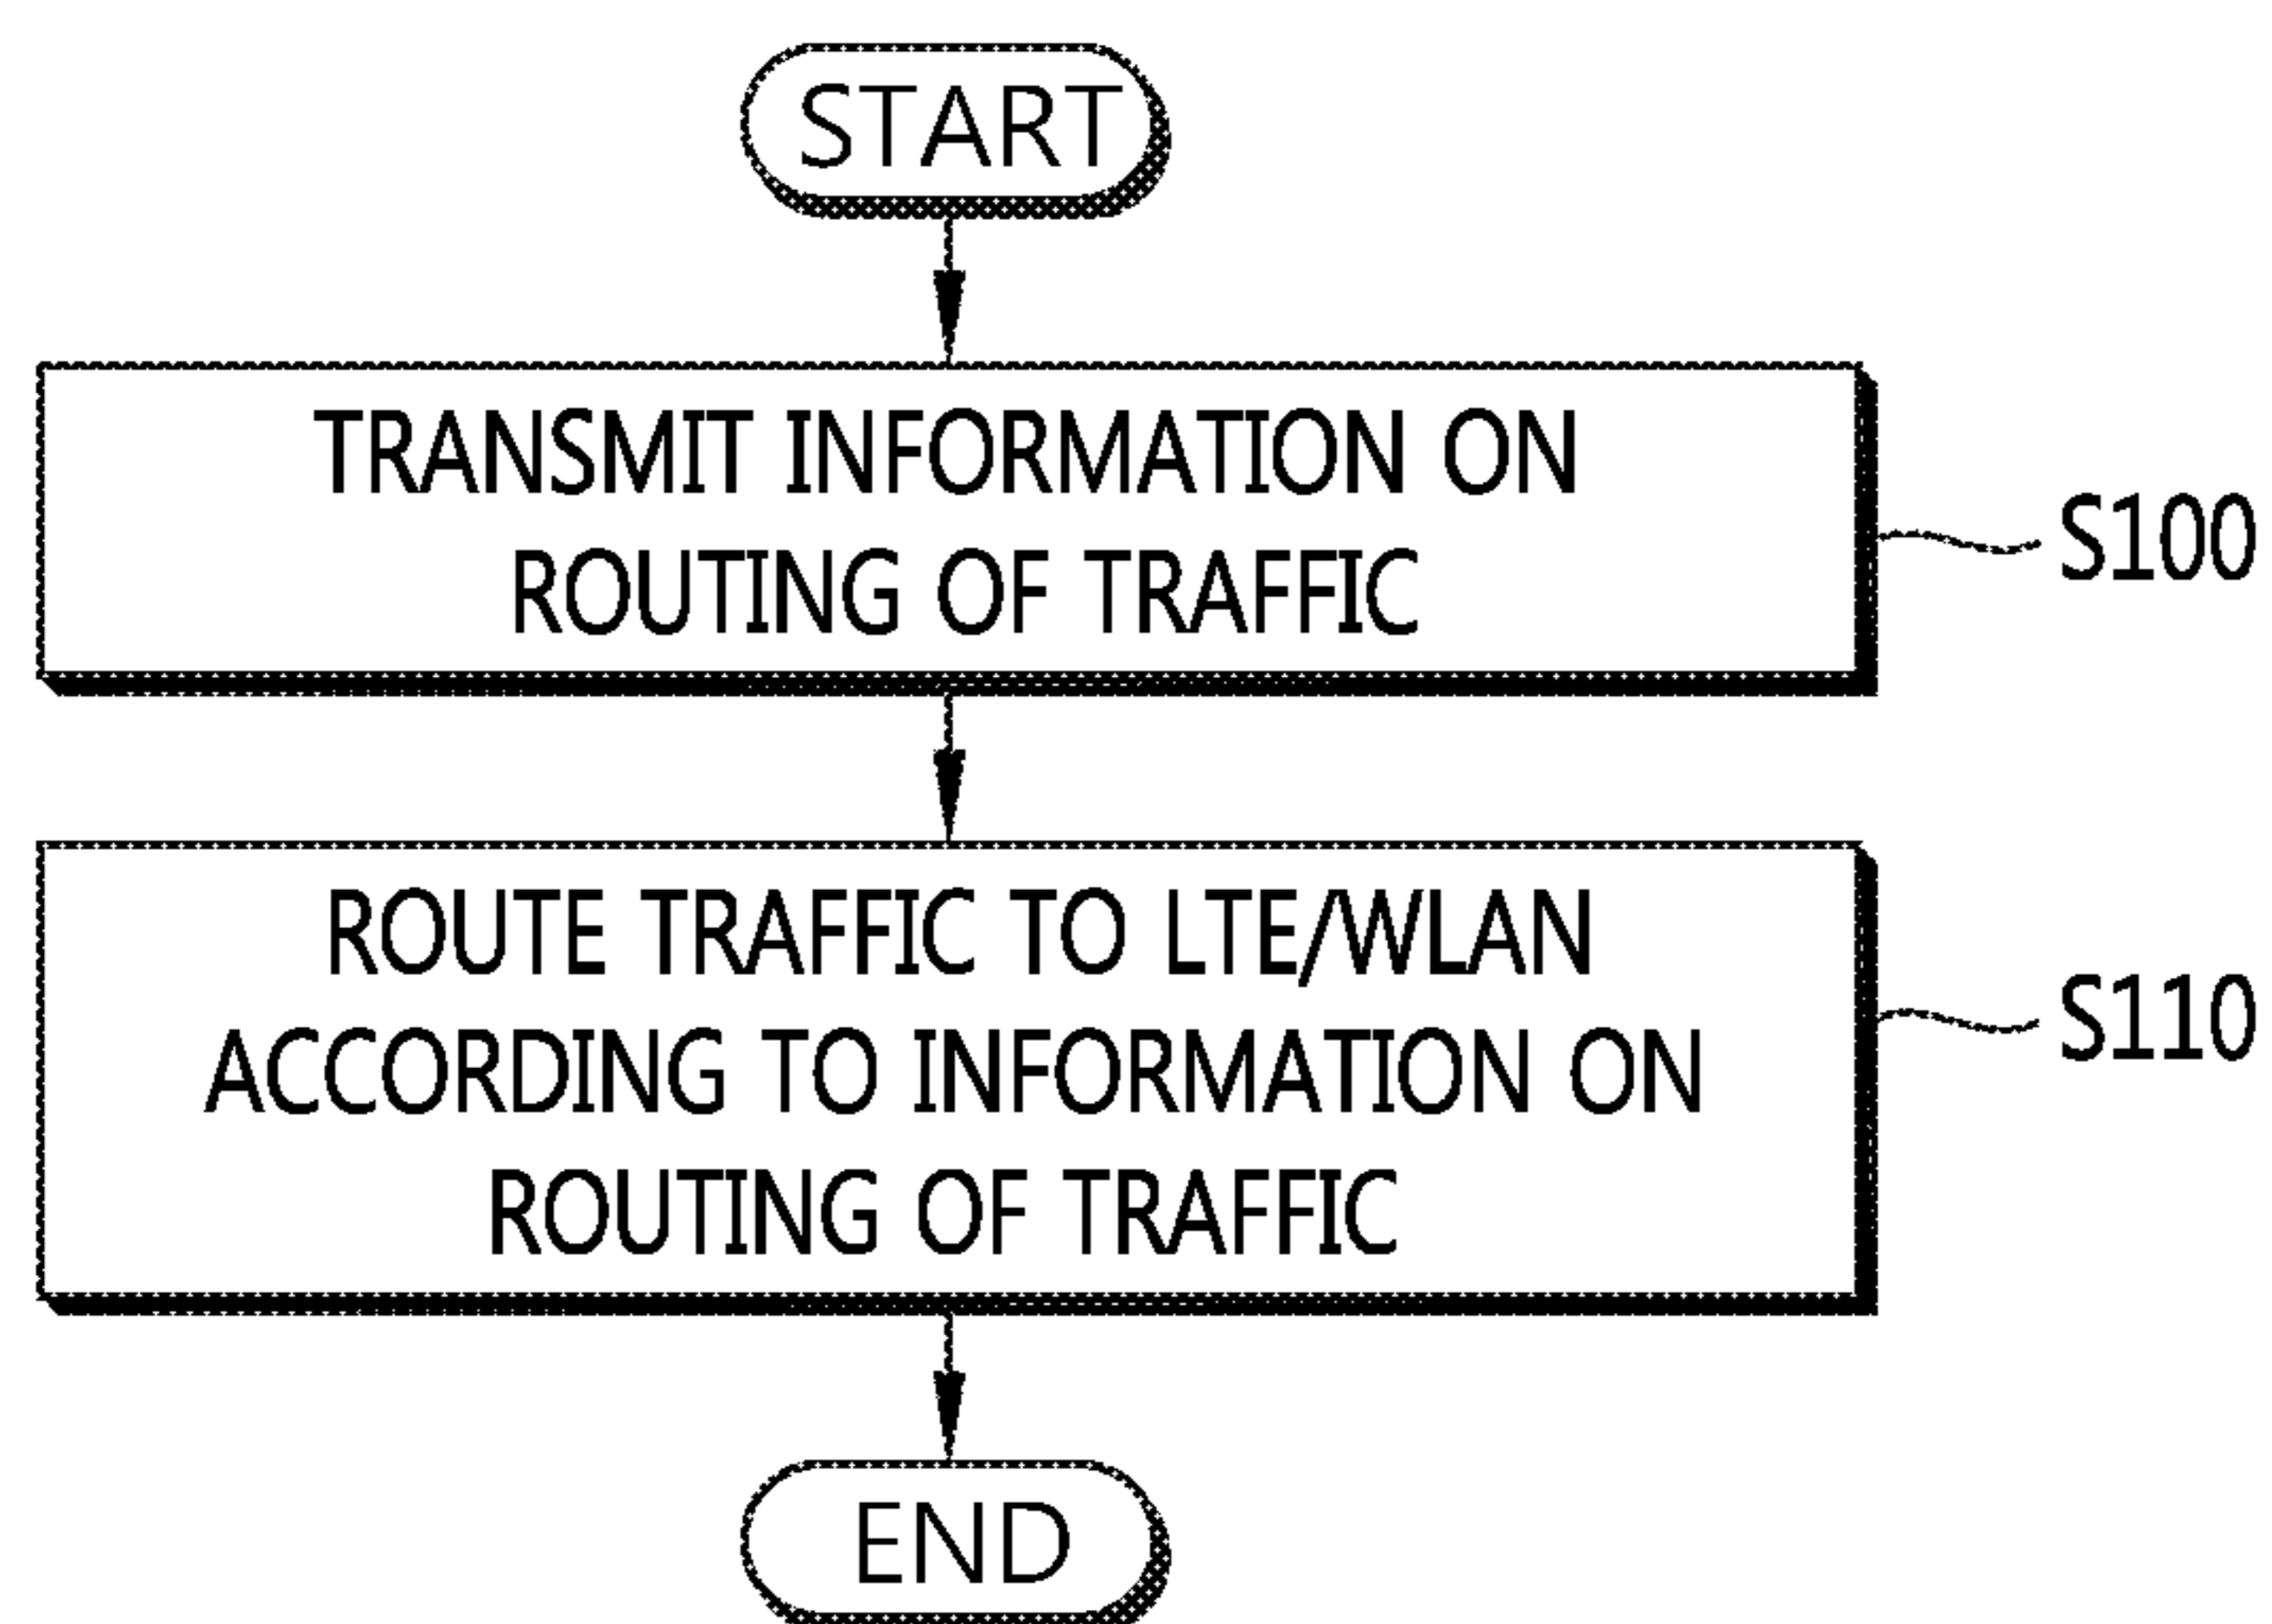 START
TRANSMIT INFORMATION ON
ROUTING OF TRAFFIC
S100
ROUTE TRAFFIC TO LTE/WLAN
ACCORDING TO INFORMATION ON
ROUTING OF TRAFFIC
S110
END